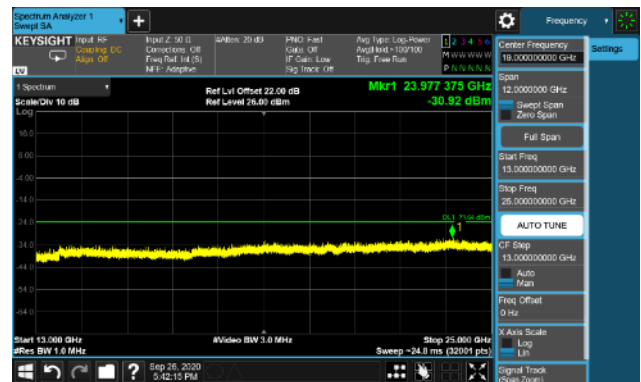 Spectrum Analyzer 1
Swept SA
Frequency
KEYSIGHT
Input: RF
Coupling: DC
Align: Off
Input Z: 50 Ω
Corrections: Off
Freq Ref: Int (S)
NFE: Adaptive
#Atten: 20 dB
PNO: Fast
Gate: Off
IF Gain: Low
Sig Track: Off
Avg Type: Log-Power
Avg|Hold:>100/100
Trig: Free Run
1 2 3 4 5 6
M W W W W W
P N N N N N
LV
Center Frequency
19.000000000 GHz
Settings
1 Spectrum
Scale/Div 10 dB
Ref Lvl Offset 22.00 dB
Ref Level 26.00 dBm
Mkr1 23.977 375 GHz
-30.92 dBm
Span
12.0000000 GHz
Swept Span
Zero Span
Full Span
Start Freq
13.000000000 GHz
Stop Freq
25.000000000 GHz
AUTO TUNE
CF Step
13.000000000 GHz
Auto
Man
Freq Offset
0 Hz
X Axis Scale
Log
Lin
Signal Track
(Span Zoom)
Log
16.0
6.00
-4.00
-14.0
-24.0
-34.0
-44.0
-54.0
-64.0
1
Start 13.000 GHz
#Res BW 1.0 MHz
#Video BW 3.0 MHz
Stop 25.000 GHz
Sweep ~24.8 ms (32001 pts)
?
Sep 26, 2020
5:42:15 PM